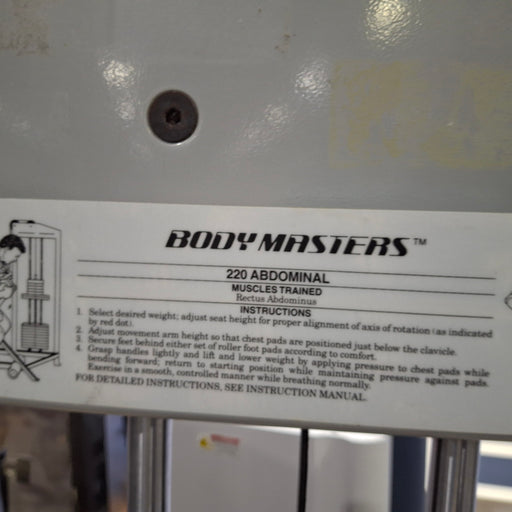 BODY MASTERS™
220 ABDOMINAL
MUSCLES TRAINED
Rectus Abdominus
INSTRUCTIONS
1. Select desired weight; adjust seat height for proper alignment of axis of rotation (as indicated
by red dot).
2. Adjust movement arm height so that chest pads are positioned just below the clavicle.
3. Secure feet behind either set of roller foot pads according to comfort.
4. Grasp handles lightly and lift and lower weight by applying pressure to chest pads while
bending forward; return to starting position while maintaining pressure against pads.
Exercise in a smooth, controlled manner while breathing normally.
FOR DETAILED INSTRUCTIONS, SEE INSTRUCTION MANUAL.